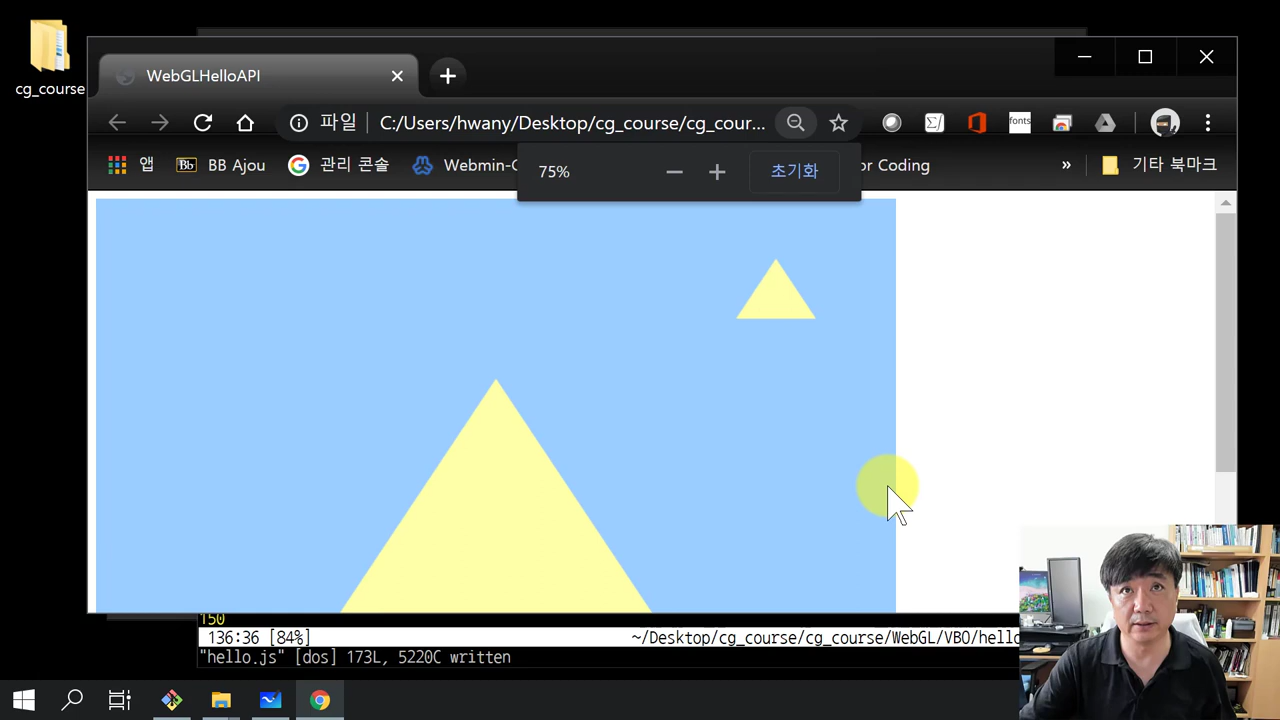 cg_course
WebGLHelloAPI
파일 C:/Users/hwany/Desktop/cg_course/cg_cour...
fonts
앱 Bb BB Ajou G 관리 콘솔 Webmin-C or Coding » 기타 북마크
75% 초기화
150
136:36 [84%] ~/Desktop/cg_course/cg_course/WebGL/VBO/hello
"hello.js" [dos] 173L, 5220C written